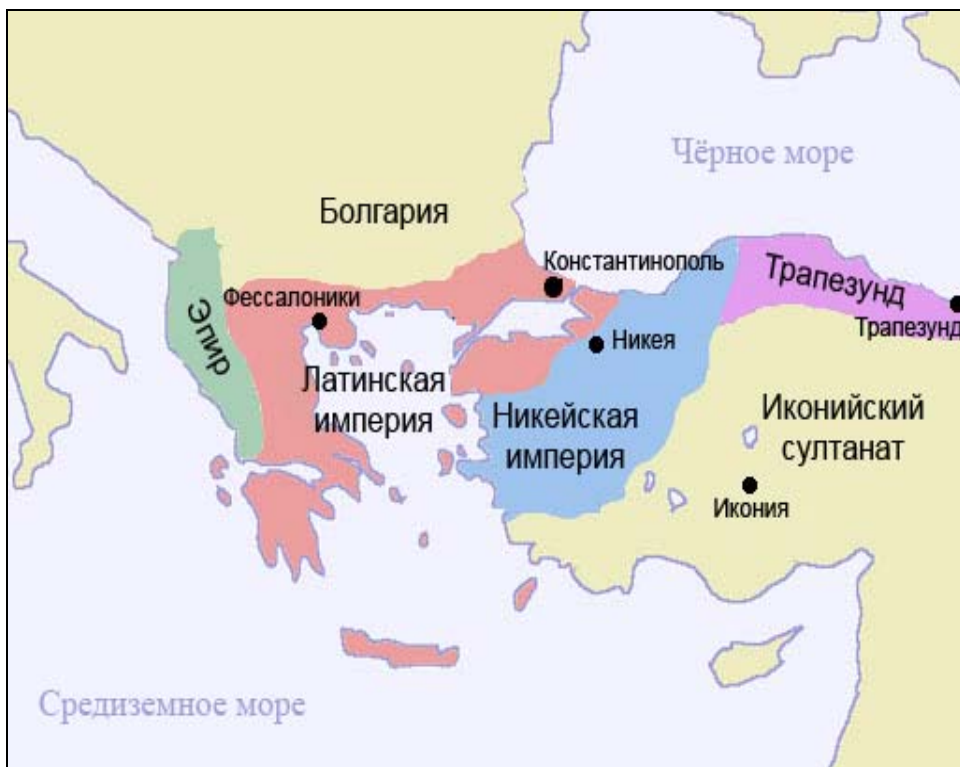 Чёрное море
Болгария
Константинополь
Трапезунд
Фессалоники
Трапезунд
Эпир
Никея
Латинская
империя
Никейская
империя
Иконийский
султанат
Икония
Средиземное море